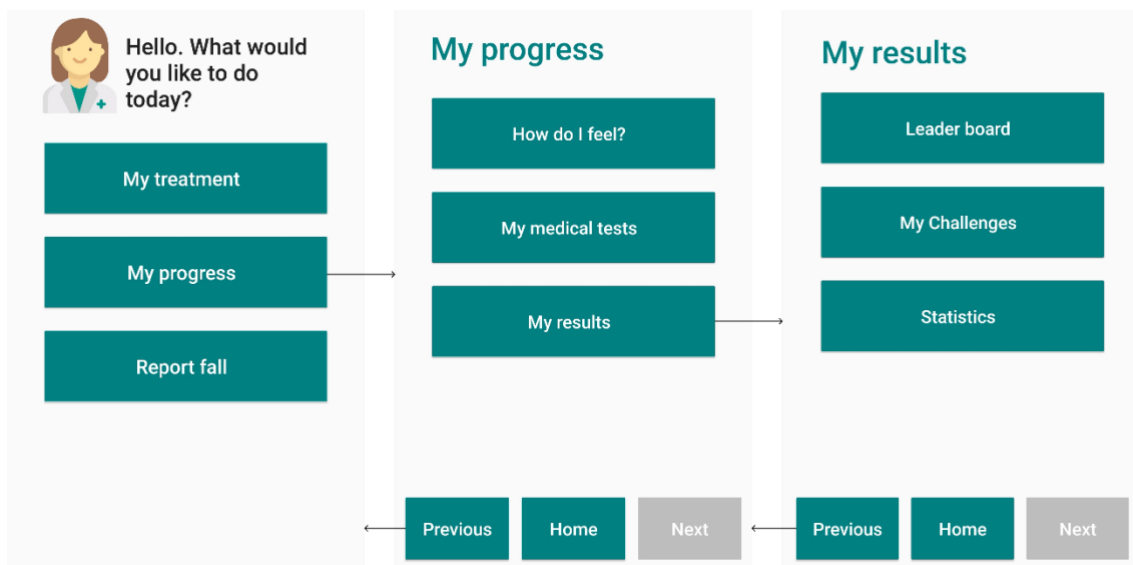 Hello. What would
you like to do
today?
My treatment
My progress
Report fall
My progress
How do I feel?
My medical tests
My results
Previous
Home
Next
My results
Leader board
My Challenges
Statistics
Previous
Home
Next